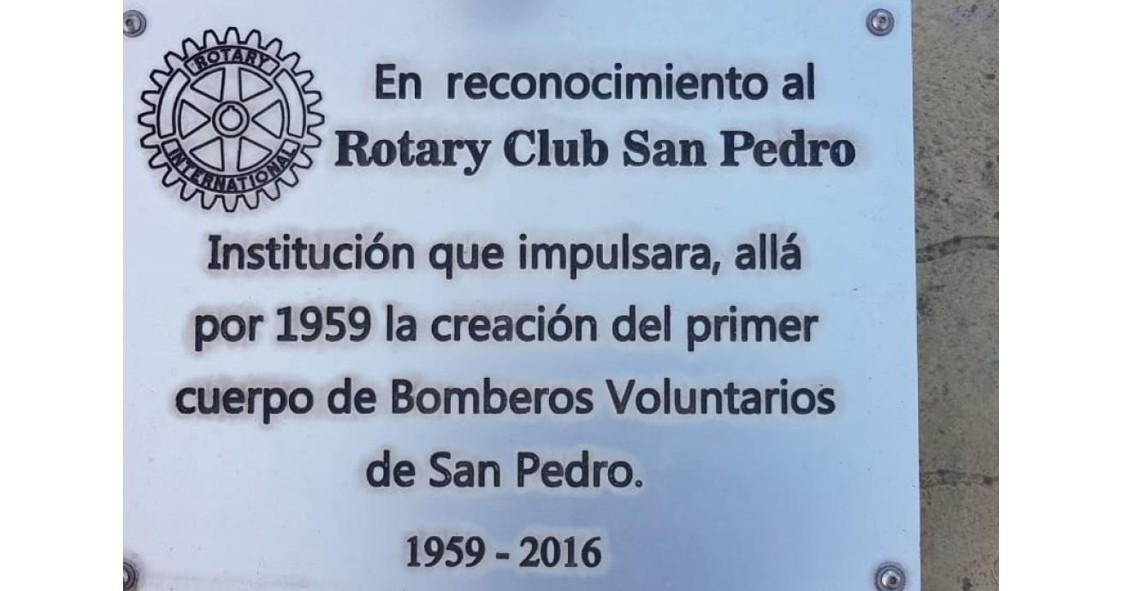 ROTARY
INTERNATIONAL
En reconocimiento al
Rotary Club San Pedro
Institución que impulsara, allá
por 1959 la creación del primer
cuerpo de Bomberos Voluntarios
de San Pedro.
1959 - 2016